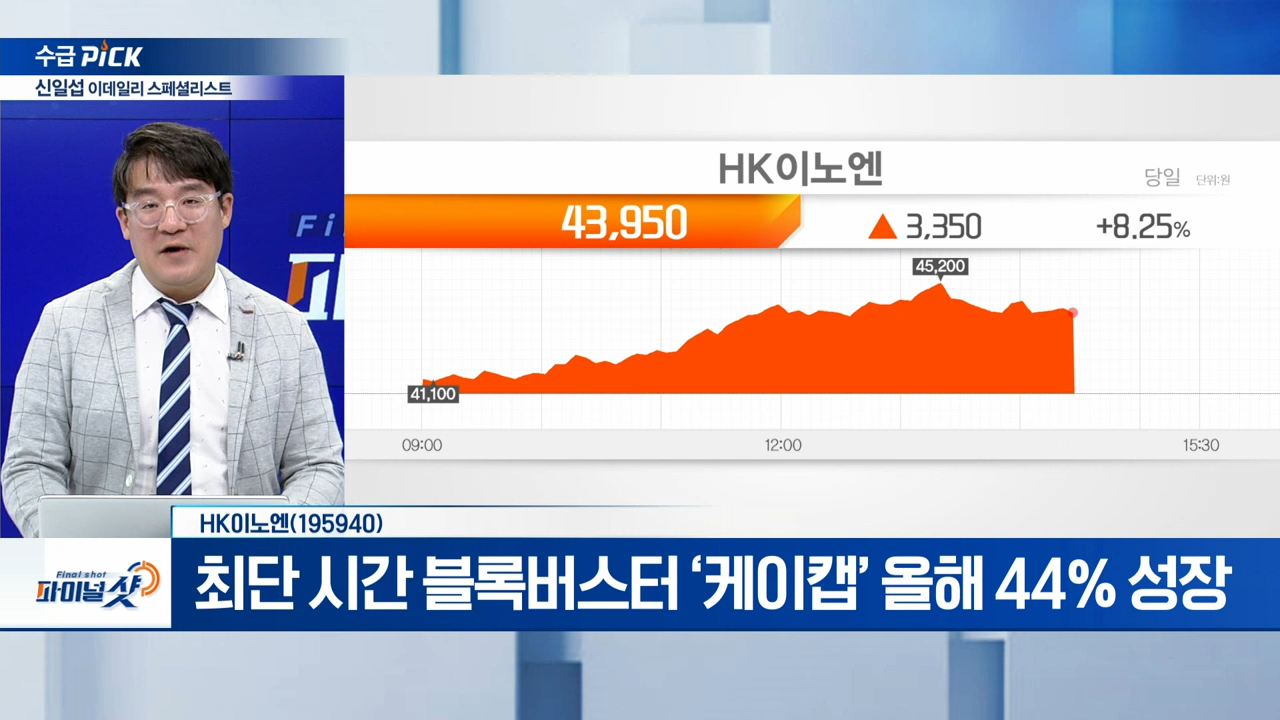 수급 PiCK
신일섭 이데일리 스페셜리스트
Fi
파
HK이노엔
당일 단위:원
43,950 ▲ 3,350 +8.25%
45,200
41,100
09:00 12:00 15:30
HK이노엔(195940)
Final shot
파이널샷
최단 시간 블록버스터 ‘케이캡’ 올해 44% 성장